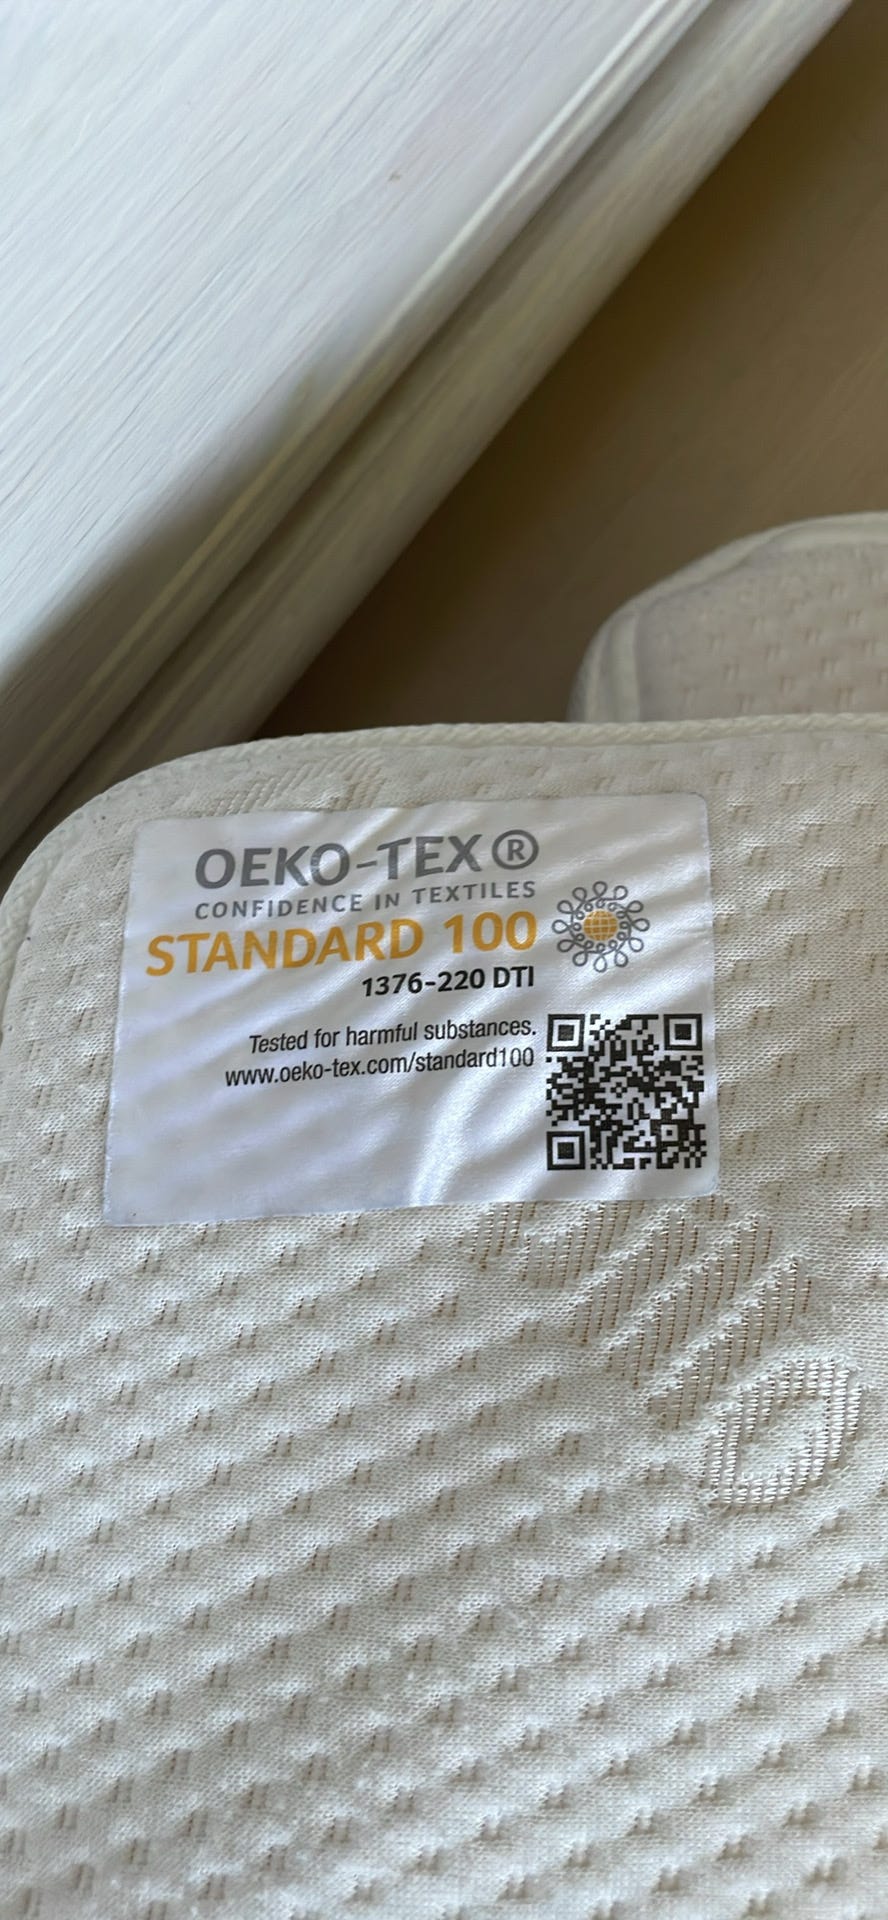 OEKO-TEX®
CONFIDENCE IN TEXTILES
STANDARD 100
1376-220 DTI
Tested for harmful substances.
www.oeko-tex.com/standard100